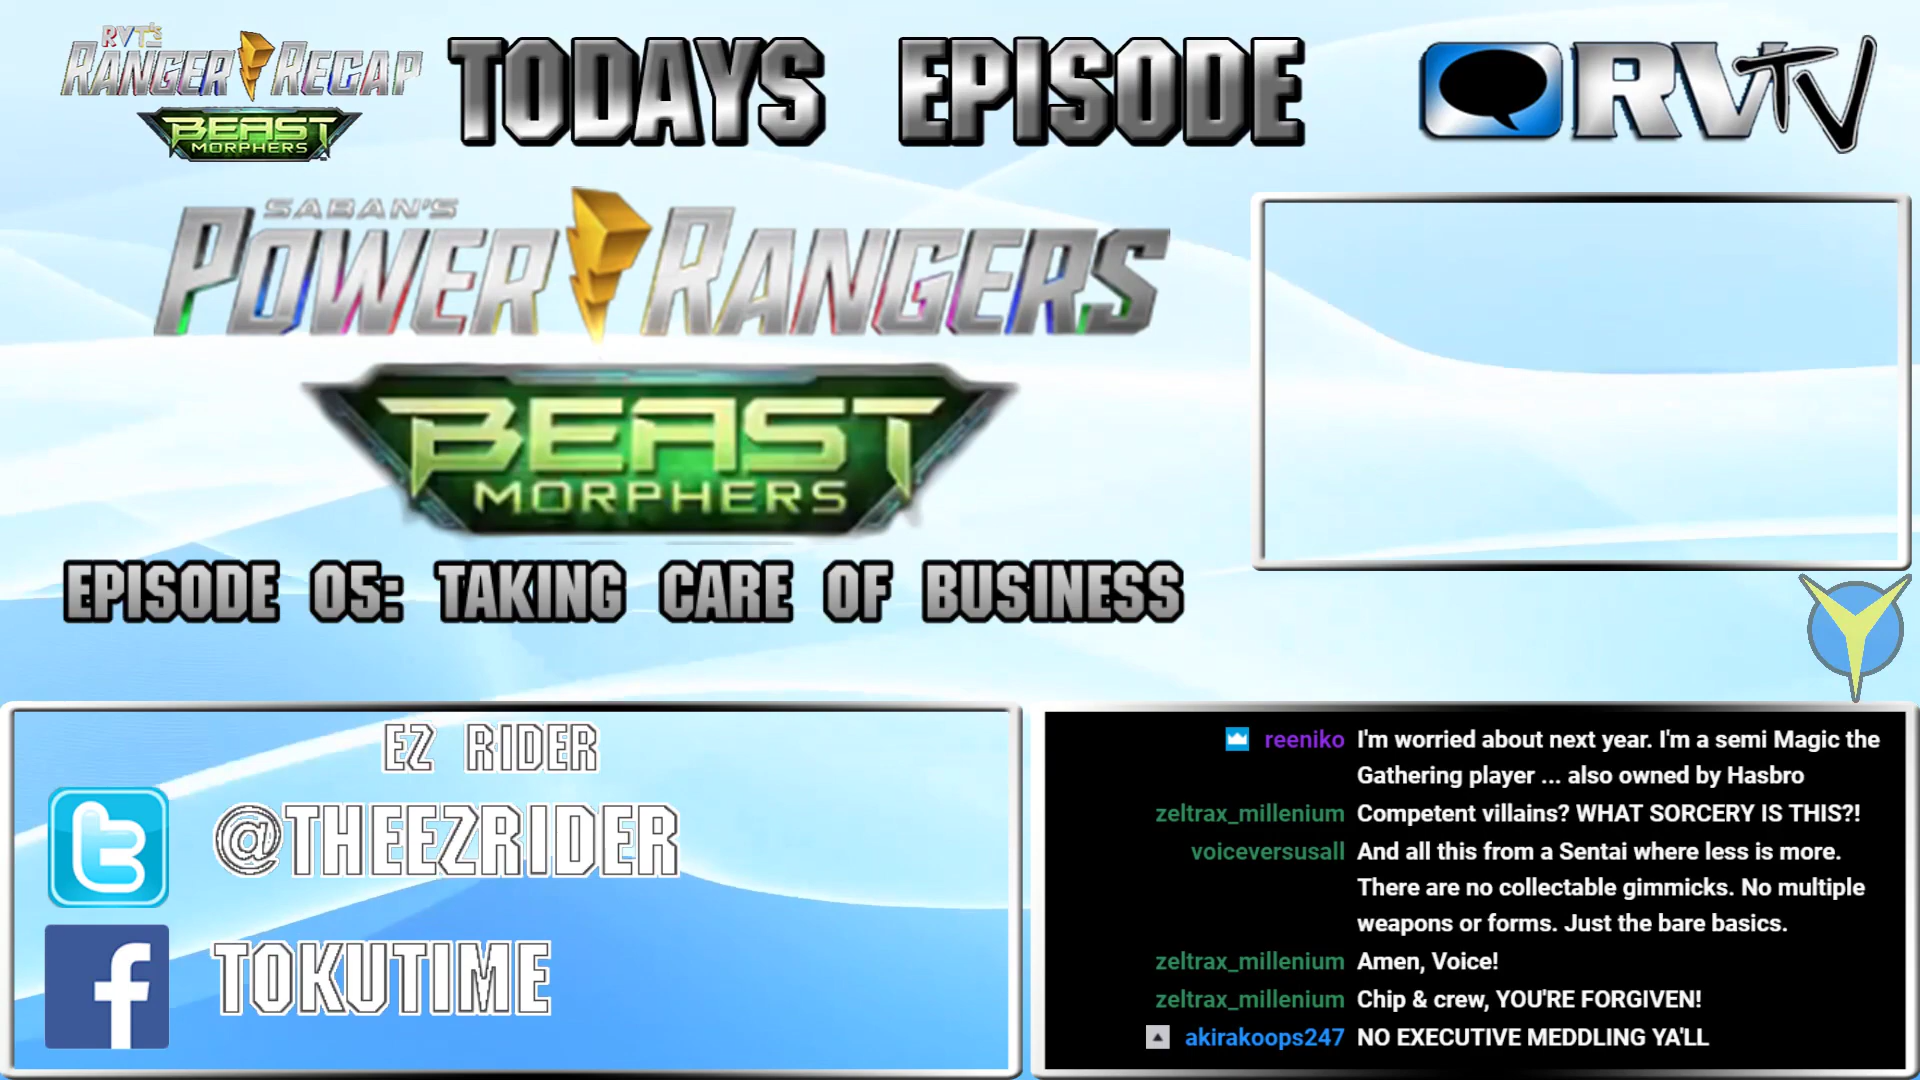 RVT's
RANGER RECAP
BEAST
MORPHERS
TODAYS EPISODE
RVTV
SABAN'S
POWER RANGERS
BEAST
MORPHERS
EPISODE 05: TAKING CARE OF BUSINESS
EZ RIDER
@THEEZRIDER
TOKUTIME
reeniko I'm worried about next year. I'm a semi Magic the
Gathering player ... also owned by Hasbro
zeltrax_millenium Competent villains? WHAT SORCERY IS THIS?!
voiceversusall And all this from a Sentai where less is more.
There are no collectable gimmicks. No multiple
weapons or forms. Just the bare basics.
zeltrax_millenium Amen, Voice!
zeltrax_millenium Chip & crew, YOU'RE FORGIVEN!
akirakoops247 NO EXECUTIVE MEDDLING YA'LL